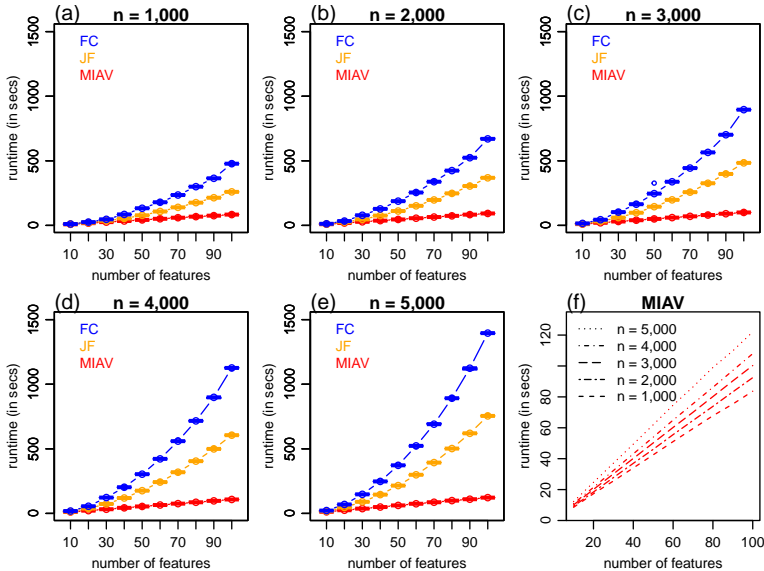 (a) n = 1,000
FC
JF
MIAV
runtime (in secs)
0 500 1000 1500
10 30 50 70 90
number of features
(b) n = 2,000
FC
JF
MIAV
runtime (in secs)
0 500 1000 1500
10 30 50 70 90
number of features
(c) n = 3,000
FC
JF
MIAV
runtime (in secs)
0 500 1000 1500
10 30 50 70 90
number of features
(d) n = 4,000
FC
JF
MIAV
runtime (in secs)
0 500 1000 1500
10 30 50 70 90
number of features
(e) n = 5,000
FC
JF
MIAV
runtime (in secs)
0 500 1000 1500
10 30 50 70 90
number of features
(f) MIAV
n = 5,000
n = 4,000
n = 3,000
n = 2,000
n = 1,000
runtime (in secs)
0 20 40 60 80 120
20 40 60 80 100
number of features